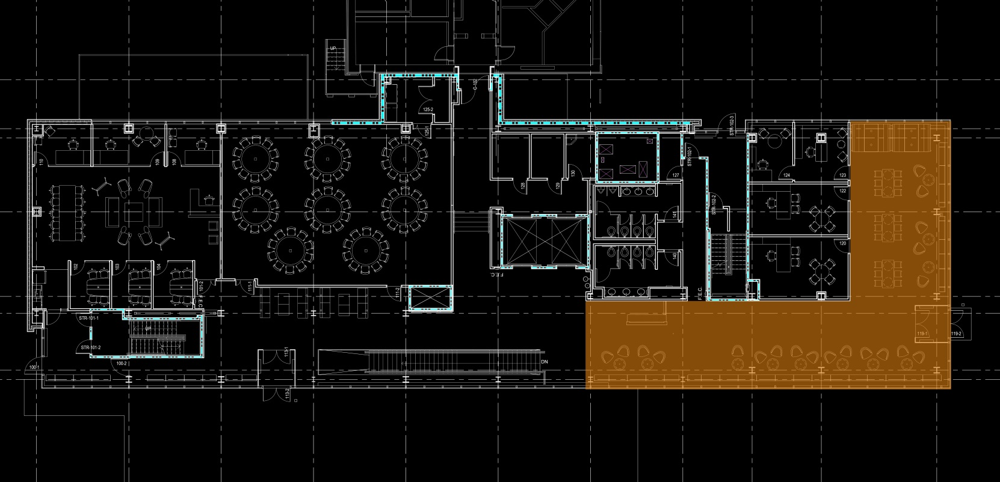 UP
C-102
125-2
125-1
STR-102-3
110
109
108
STR-102-1
130
127
124
123
128
129
122
STR-102-2
141
120
140
102
103
104
F.E.C.
101-2
111-1
111-2
F.E.C.
F.E.C.
STR-101-1
UP
STR-101-2
119-1
119-2
113-1
100-1
100-2
DN
113-2